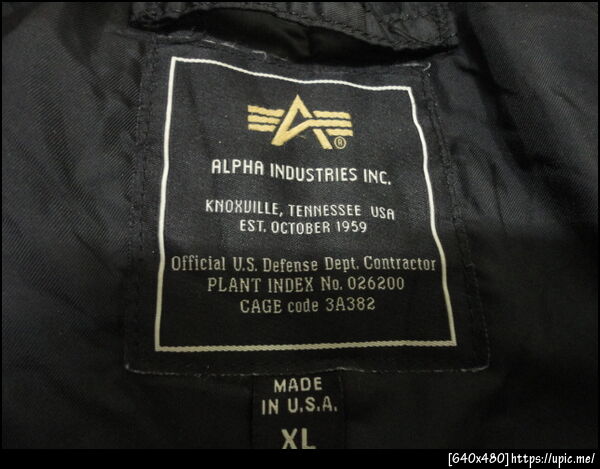 ALPHA INDUSTRIES INC.
KNOXVILLE, TENNESSEE USA
EST. OCTOBER 1959
Official U.S. Defense Dept. Contractor
PLANT INDEX No. 026200
CAGE code 3A382
MADE
IN U.S.A.
XL
[640x480]https://upic.me/